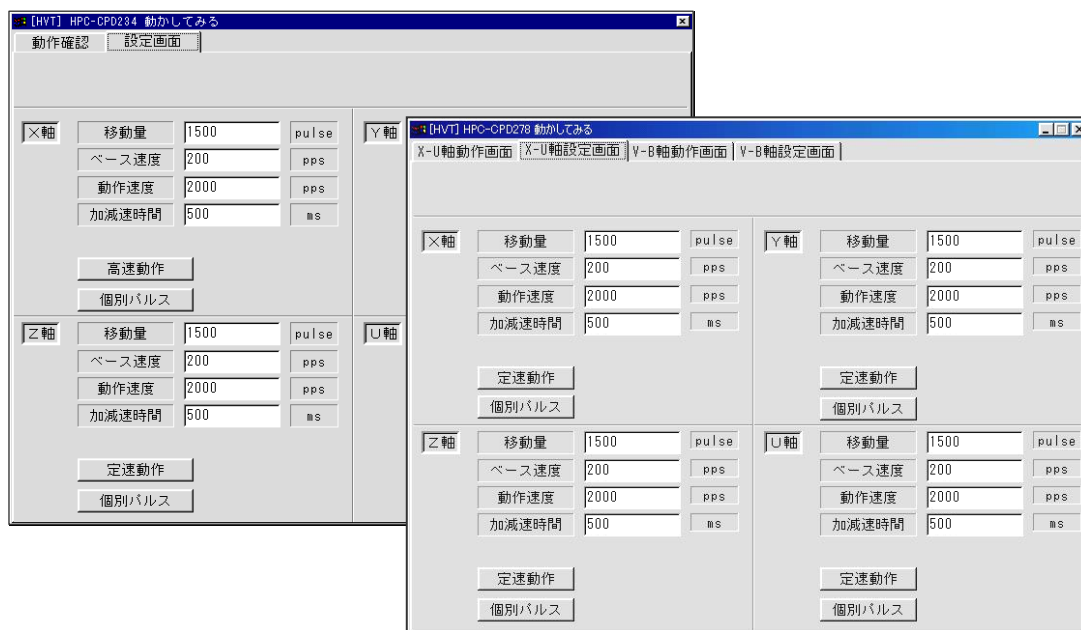 [HVT] HPC-CPD234 動かしてみる
動作確認 設定画面
X軸 移動量 1500 pulse Y軸
ベース速度 200 pps
動作速度 2000 pps
加減速時間 500 ms
高速動作
個別パルス
Z軸 移動量 1500 pulse U軸
ベース速度 200 pps
動作速度 2000 pps
加減速時間 500 ms
定速動作
個別パルス
[HVT] HPC-CPD278 動かしてみる
X-U軸動作画面 X-U軸設定画面 V-B軸動作画面 V-B軸設定画面
X軸 移動量 1500 pulse Y軸 移動量 1500 pulse
ベース速度 200 pps ベース速度 200 pps
動作速度 2000 pps 動作速度 2000 pps
加減速時間 500 ms 加減速時間 500 ms
定速動作 定速動作
個別パルス 個別パルス
Z軸 移動量 1500 pulse U軸 移動量 1500 pulse
ベース速度 200 pps ベース速度 200 pps
動作速度 2000 pps 動作速度 2000 pps
加減速時間 500 ms 加減速時間 500 ms
定速動作 定速動作
個別パルス 個別パルス